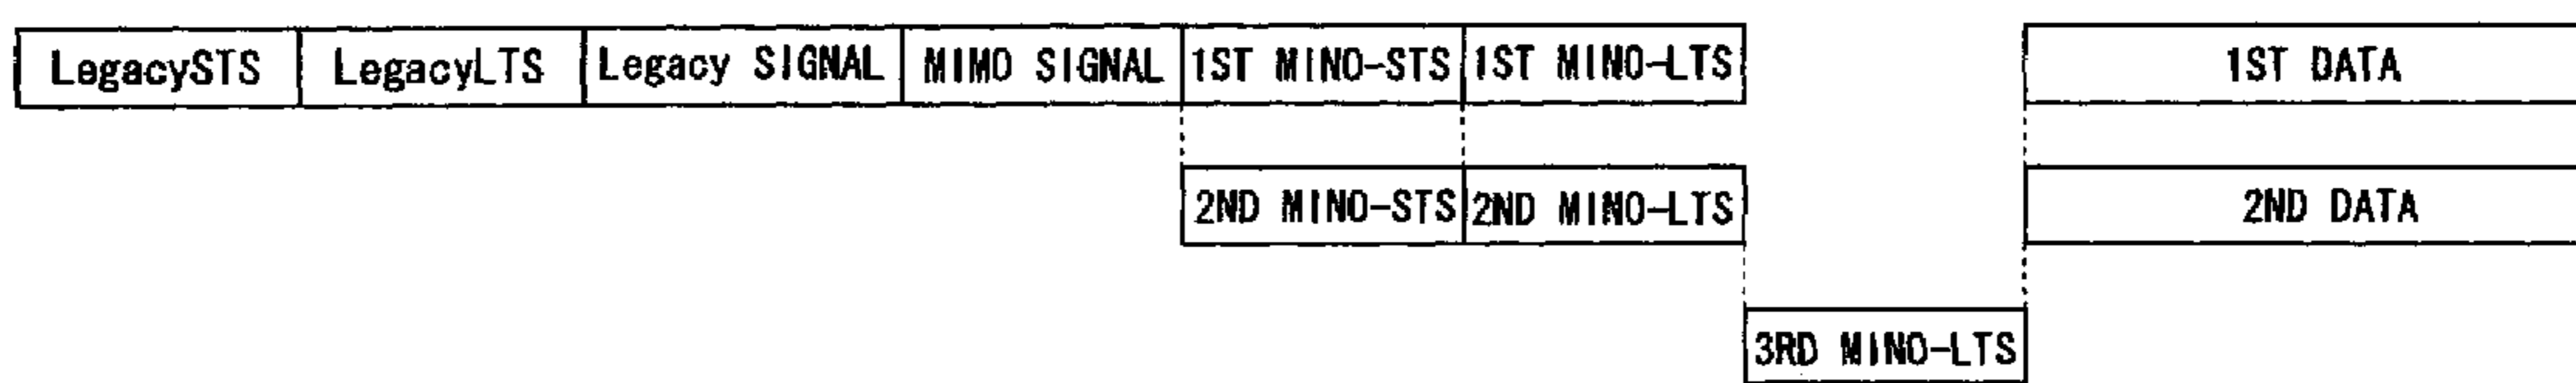 LegacySTS LegacyLTS Legacy SIGNAL MIMO SIGNAL 1ST MINO-STS 1ST MINO-LTS 1ST DATA
2ND MINO-STS 2ND MINO-LTS 2ND DATA
3RD MINO-LTS